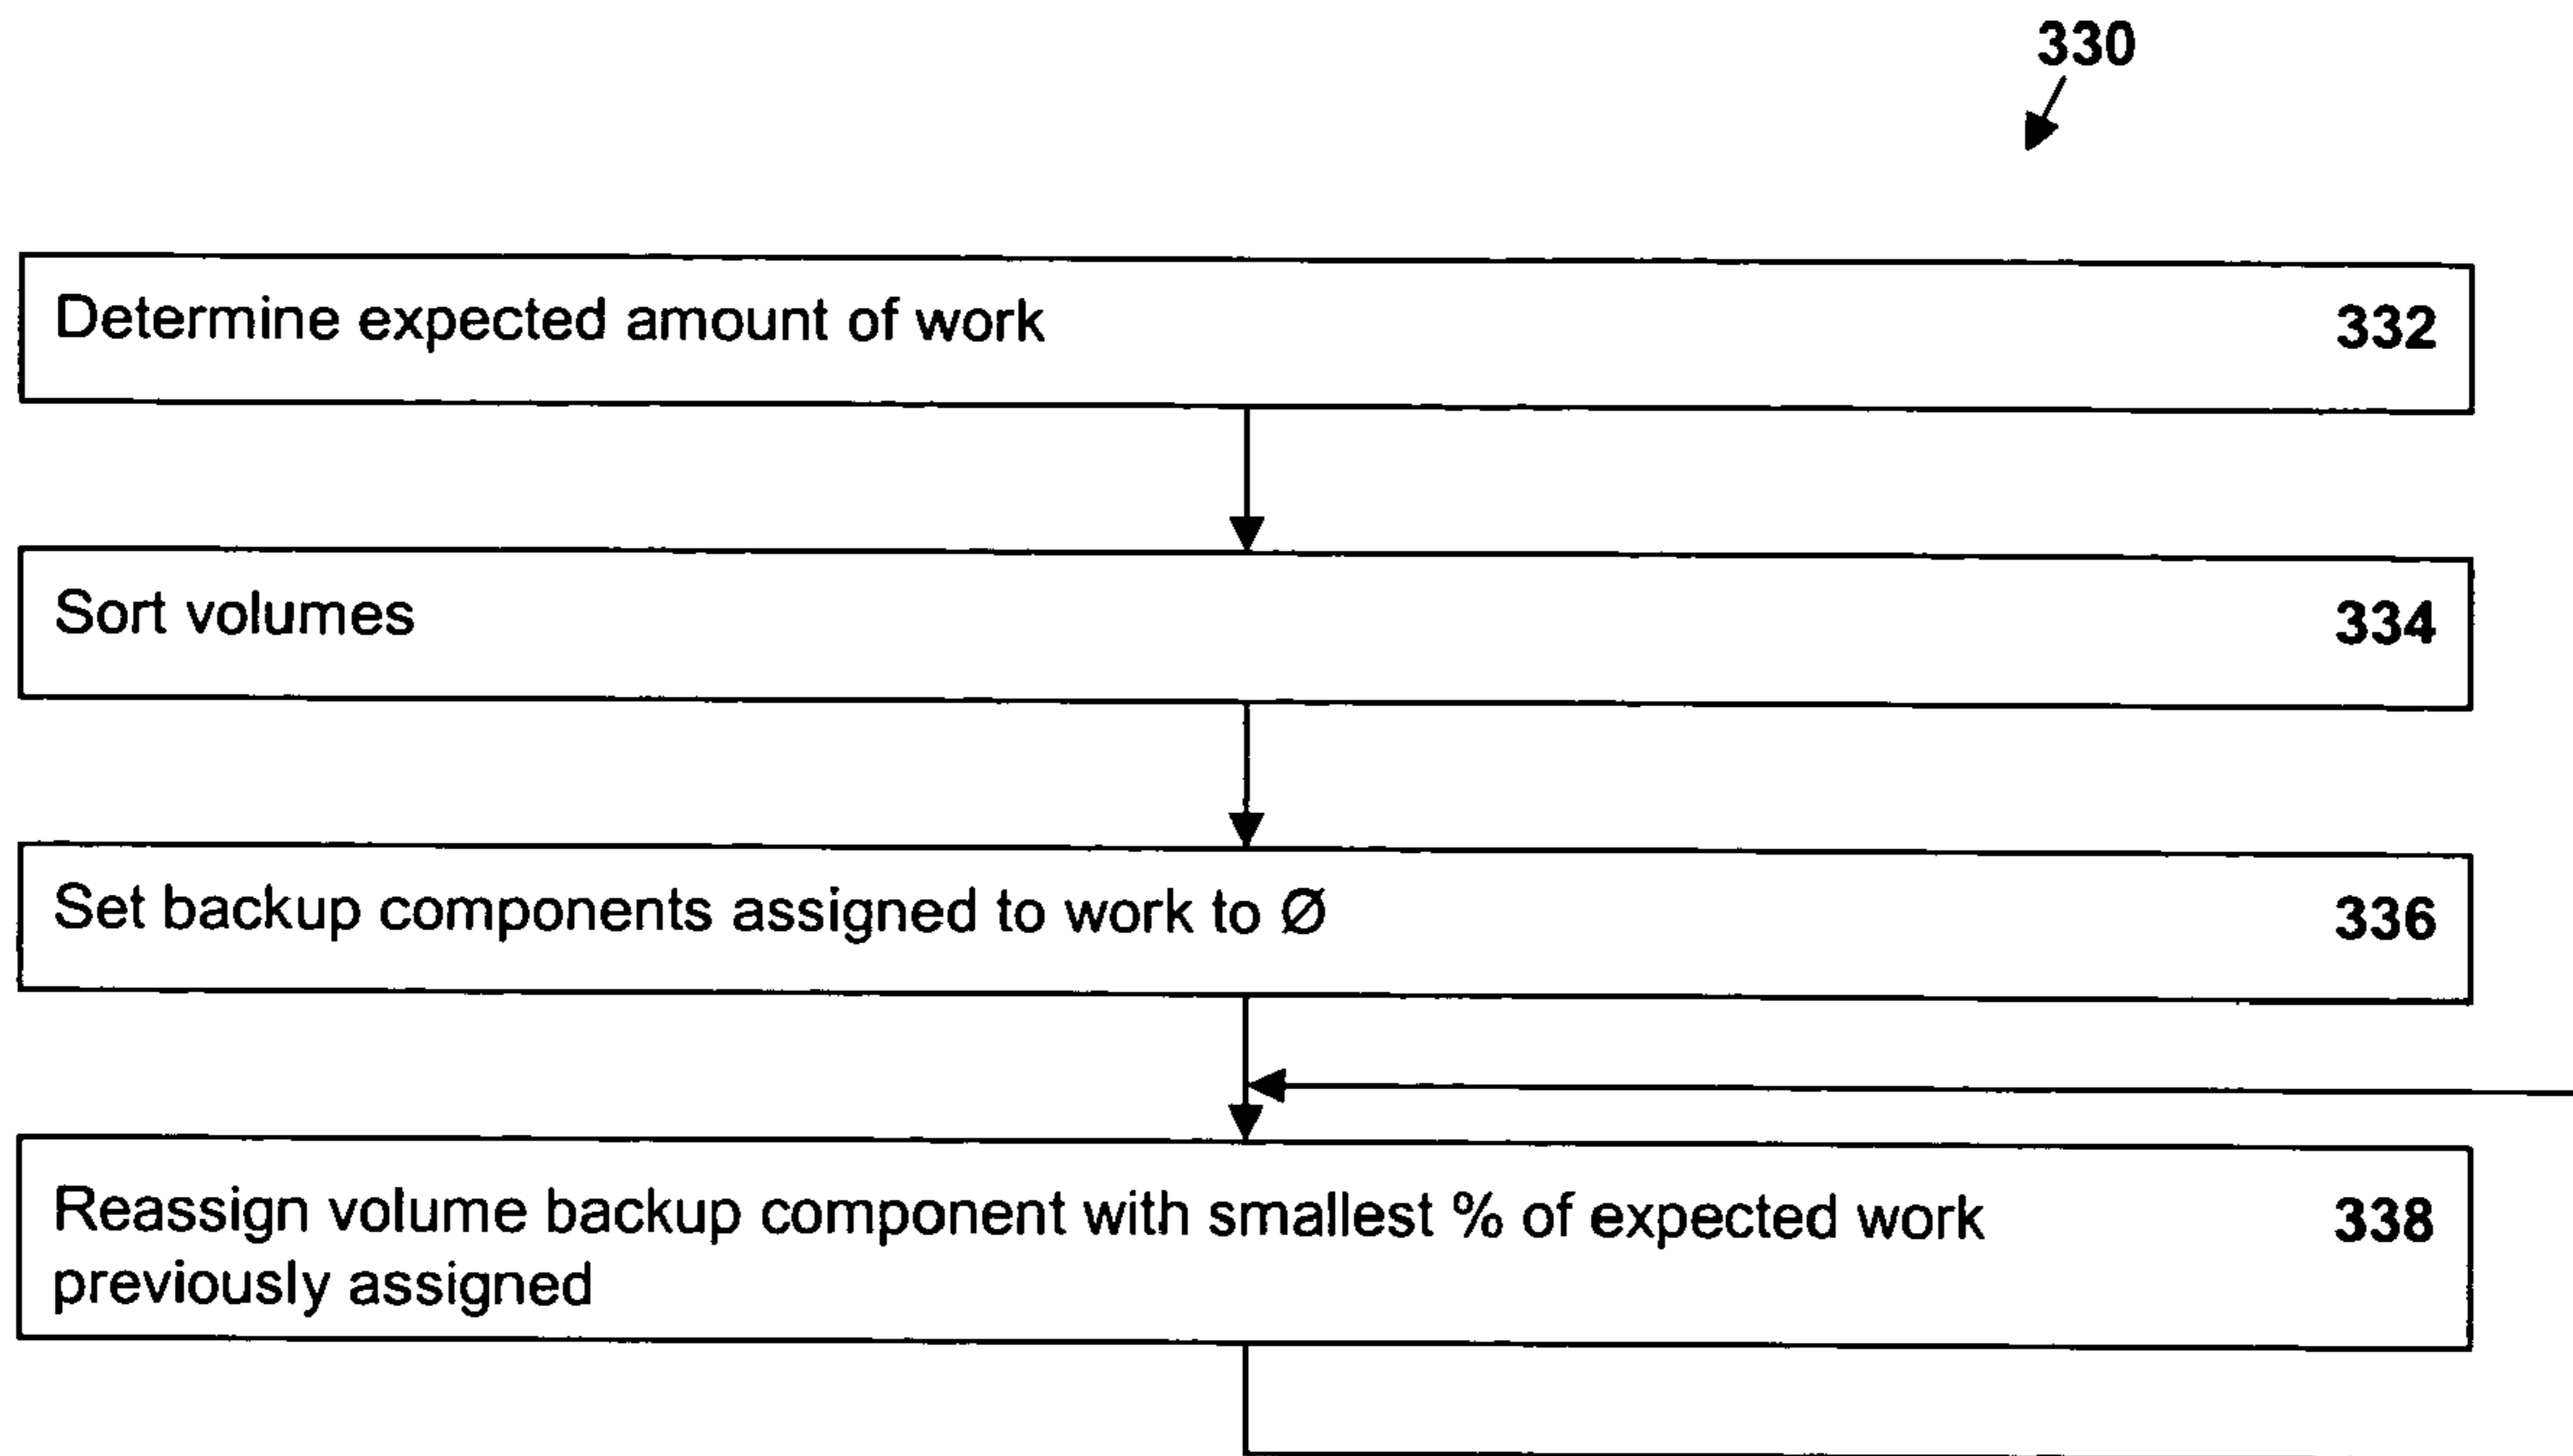 330
Determine expected amount of work 332
Sort volumes 334
Set backup components assigned to work to Ø 336
Reassign volume backup component with smallest % of expected work 338
previously assigned